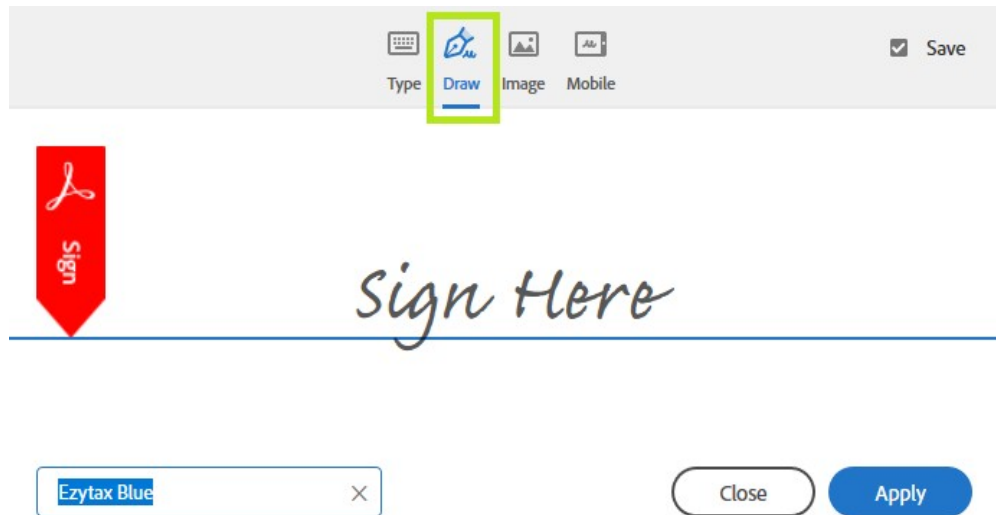 Save
Type Draw Image Mobile
Sign
Sign Here
Ezytax Blue
Close Apply